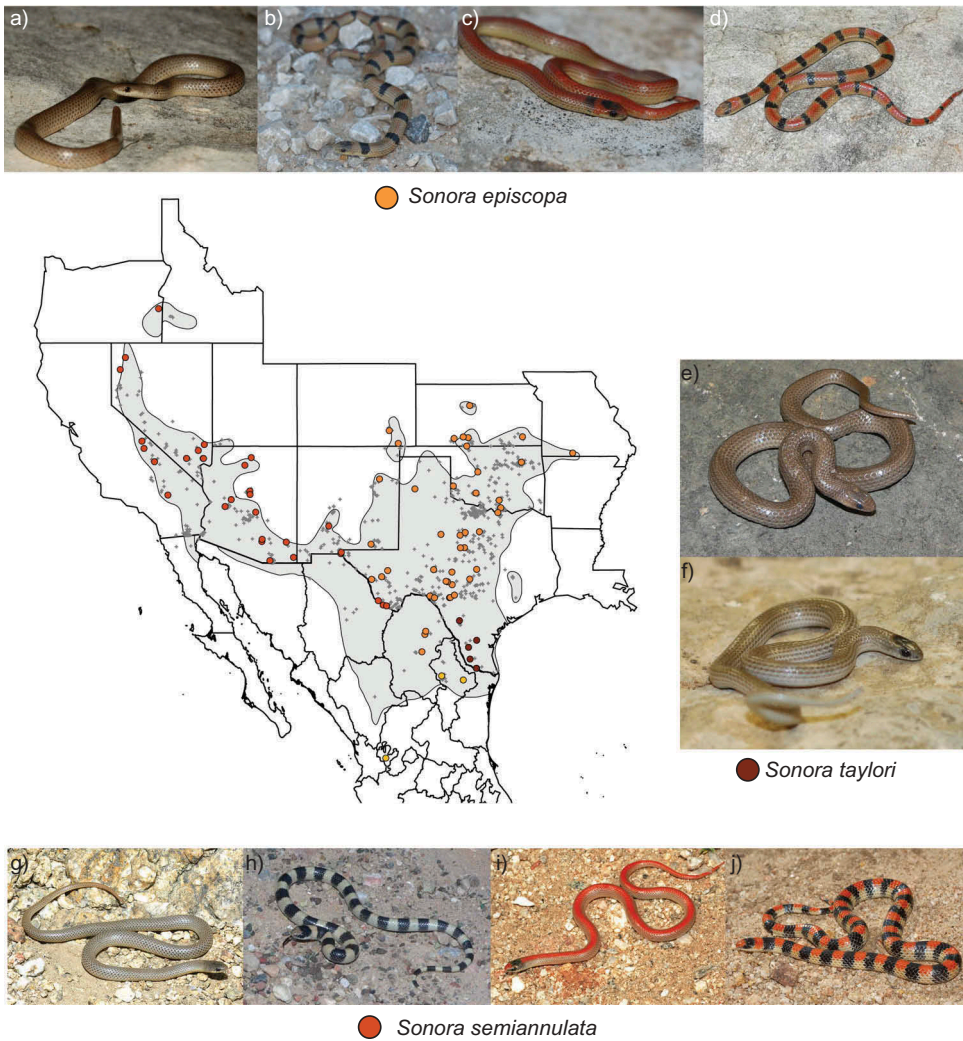 a)
b)
c)
d)
Sonora episcopa
e)
f)
Sonora taylori
g)
h)
i)
j)
Sonora semiannulata